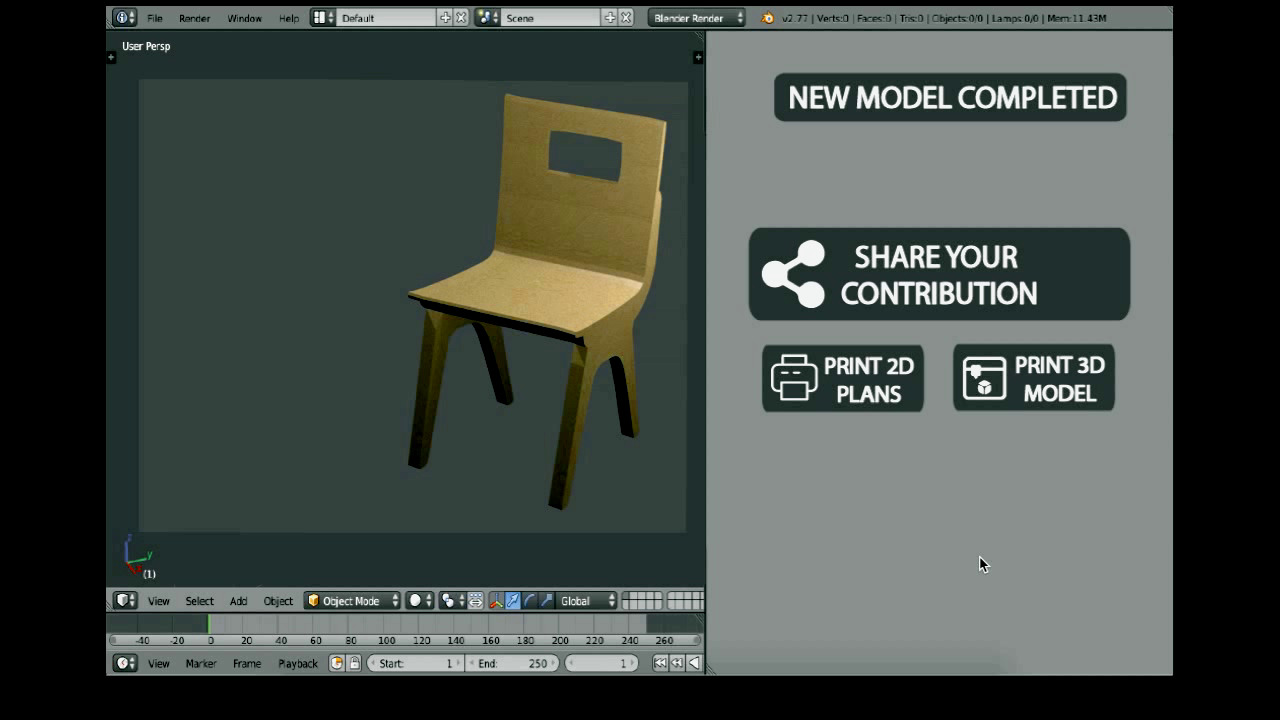 File Render Window Help Default Scene Blender Render v2.77 | Verts:0 | Faces:0 | Tris:0 | Objects:0/0 | Lamps:0/0 | Mem:11.43M
User Persp
NEW MODEL COMPLETED
SHARE YOUR
CONTRIBUTION
PRINT 2D
PLANS
PRINT 3D
MODEL
z
y
x
(1)
View Select Add Object Object Mode Global
-40 -20 0 20 40 60 80 100 120 140 160 180 200 220 240 260
View Marker Frame Playback Start: 1 End: 250 1